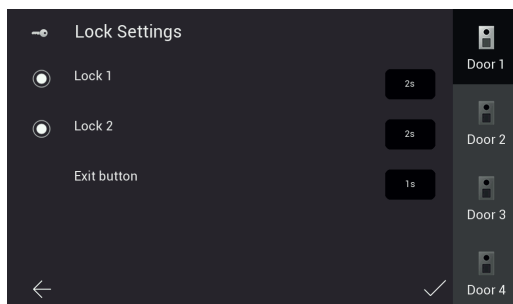 Lock Settings
Lock 1
2s
Lock 2
2s
Exit button
1s
Door 1
Door 2
Door 3
Door 4